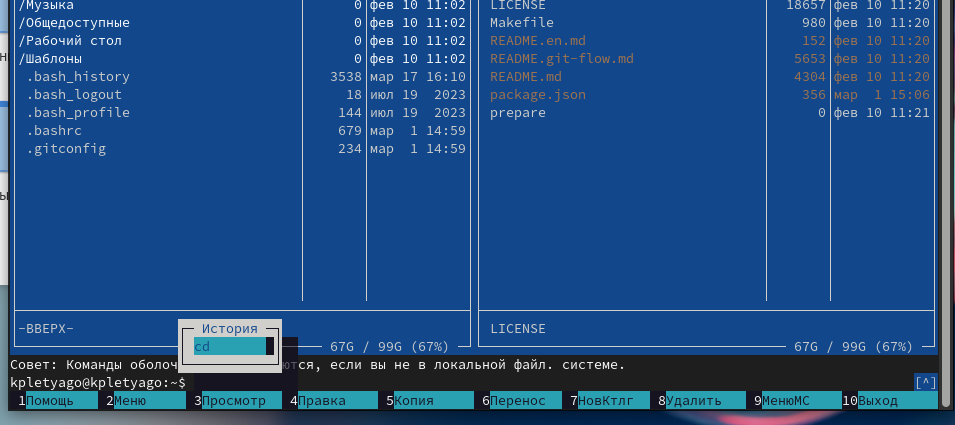 /Музыка 0 фев 10 11:02
/Общедоступные 0 фев 10 11:02
/Рабочий стол 0 фев 10 11:02
/Шаблоны 0 фев 10 11:02
.bash_history 3538 мар 17 16:10
.bash_logout 18 июл 19 2023
.bash_profile 144 июл 19 2023
.bashrc 679 мар 1 14:59
.gitconfig 234 мар 1 14:59
-ВВЕРХ-
67G / 99G (67%)
LICENSE 18657 фев 10 11:20
Makefile 980 фев 10 11:20
README.en.md 152 фев 10 11:20
README.git-flow.md 5653 фев 10 11:20
README.md 4304 фев 10 11:20
package.json 356 мар 1 15:06
prepare 0 фев 10 11:21
LICENSE
67G / 99G (67%)
История
cd
Совет: Команды оболоч ются, если вы не в локальной файл. системе.
kpletyago@kpletyago:~$ [^]
1Помощь 2Меню 3Просмотр 4Правка 5Копия 6Перенос 7НовКтлг 8Удалить 9МенюMC 10Выход